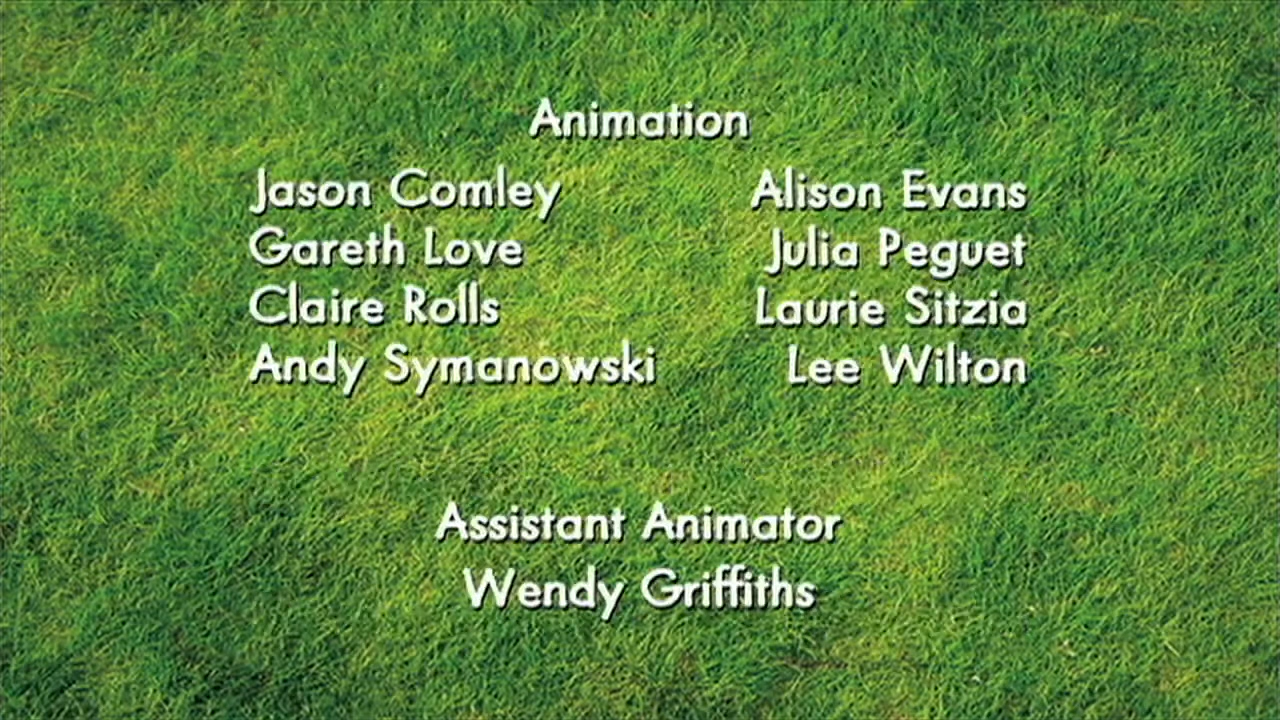 Animation
Jason Comley Alison Evans
Gareth Love Julia Peguet
Claire Rolls Laurie Sitzia
Andy Symanowski Lee Wilton
Assistant Animator
Wendy Griffiths